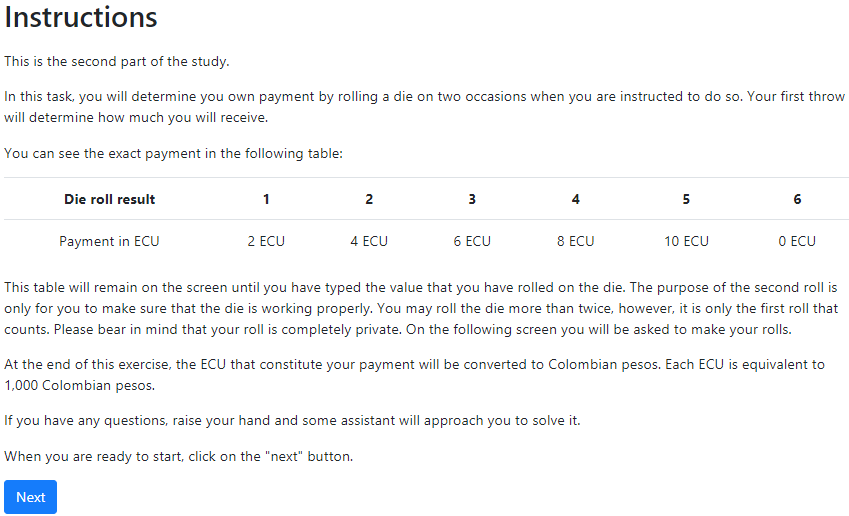 Instructions
This is the second part of the study.
In this task, you will determine you own payment by rolling a die on two occasions when you are instructed to do so. Your first throw
will determine how much you will receive.
You can see the exact payment in the following table:
Die roll result 1 2 3 4 5 6
Payment in ECU 2 ECU 4 ECU 6 ECU 8 ECU 10 ECU 0 ECU
This table will remain on the screen until you have typed the value that you have rolled on the die. The purpose of the second roll is
only for you to make sure that the die is working properly. You may roll the die more than twice, however, it is only the first roll that
counts. Please bear in mind that your roll is completely private. On the following screen you will be asked to make your rolls.
At the end of this exercise, the ECU that constitute your payment will be converted to Colombian pesos. Each ECU is equivalent to
1,000 Colombian pesos.
If you have any questions, raise your hand and some assistant will approach you to solve it.
When you are ready to start, click on the "next" button.
Next